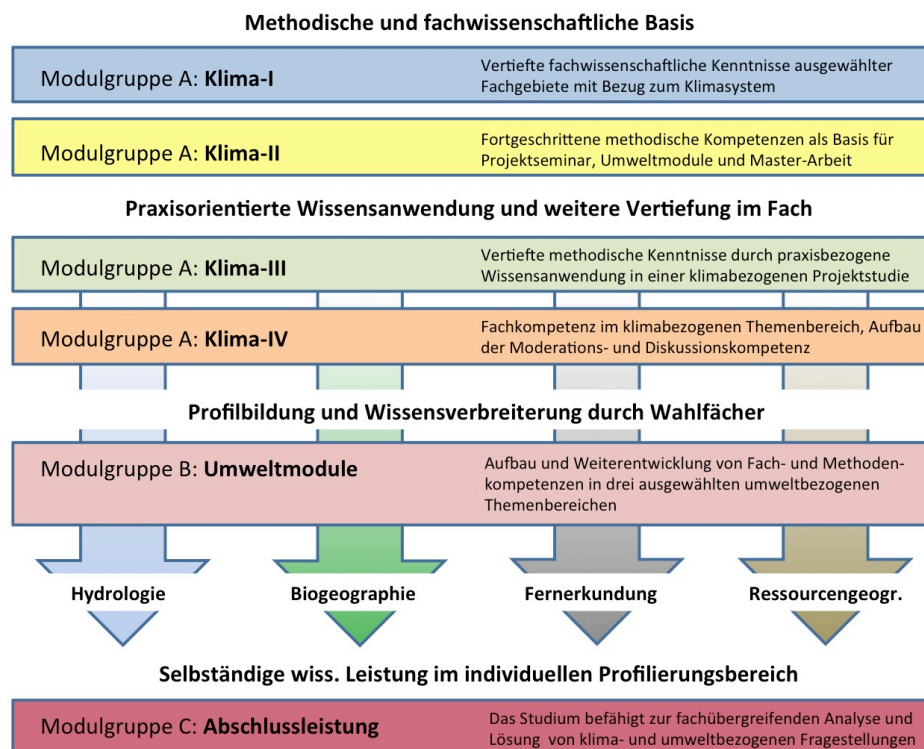 Methodische und fachwissenschaftliche Basis
Modulgruppe A: Klima-I
Vertiefte fachwissenschaftliche Kenntnisse ausgewählter
Fachgebiete mit Bezug zum Klimasystem
Modulgruppe A: Klima-II
Fortgeschrittene methodische Kompetenzen als Basis für
Projektseminar, Umweltmodule und Master-Arbeit
Praxisorientierte Wissensanwendung und weitere Vertiefung im Fach
Modulgruppe A: Klima-III
Vertiefte methodische Kenntnisse durch praxisbezogene
Wissensanwendung in einer klimabezogenen Projektstudie
Modulgruppe A: Klima-IV
Fachkompetenz im klimabezogenen Themenbereich, Aufbau
der Moderations- und Diskussionskompetenz
Profilbildung und Wissensverbreiterung durch Wahlfächer
Modulgruppe B: Umweltmodule
Aufbau und Weiterentwicklung von Fach- und Methoden-
kompetenzen in drei ausgewählten umweltbezogenen
Themenbereichen
Hydrologie
Biogeographie
Fernerkundung
Ressourcengeogr.
Selbständige wiss. Leistung im individuellen Profilierungsbereich
Modulgruppe C: Abschlussleistung
Das Studium befähigt zur fachübergreifenden Analyse und
Lösung von klima- und umweltbezogenen Fragestellungen